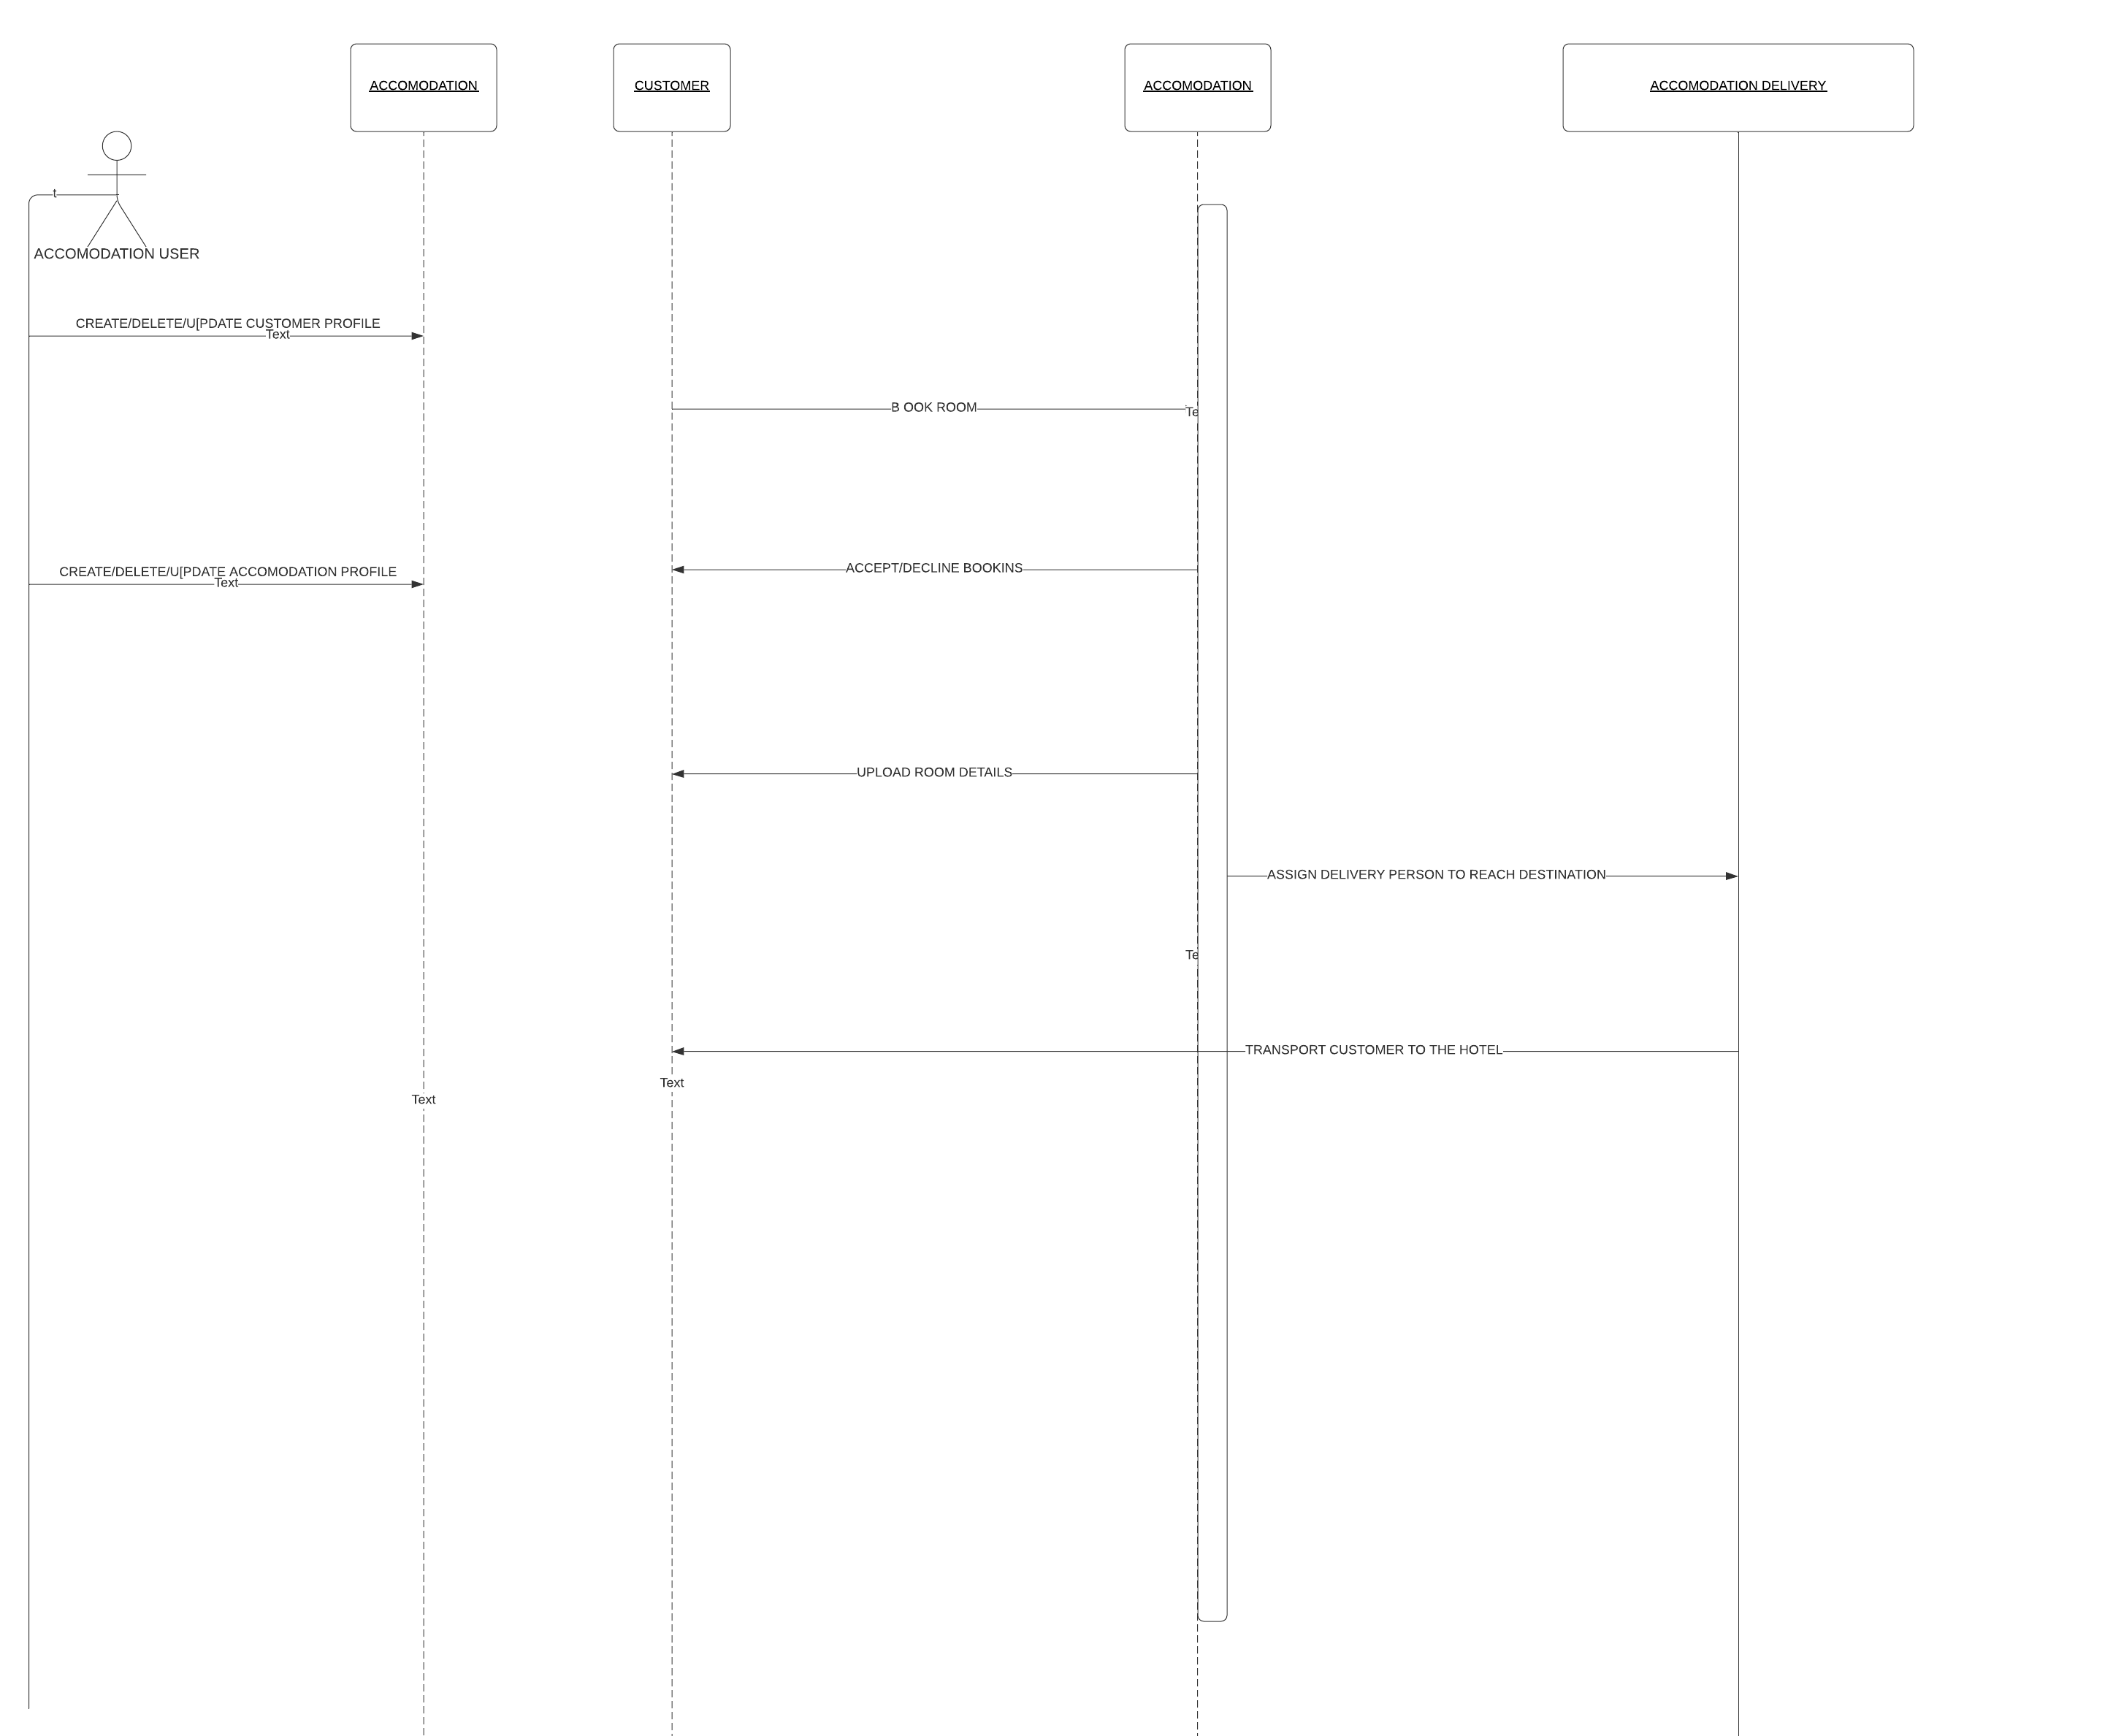 ACCOMODATION
CUSTOMER
ACCOMODATION
ACCOMODATION DELIVERY
t
ACCOMODATION USER
CREATE/DELETE/U[PDATE CUSTOMER PROFILE
Text
B OOK ROOM
Te
ACCEPT/DECLINE BOOKINS
CREATE/DELETE/U[PDATE ACCOMODATION PROFILE
Text
UPLOAD ROOM DETAILS
ASSIGN DELIVERY PERSON TO REACH DESTINATION
Te
TRANSPORT CUSTOMER TO THE HOTEL
Text
Text